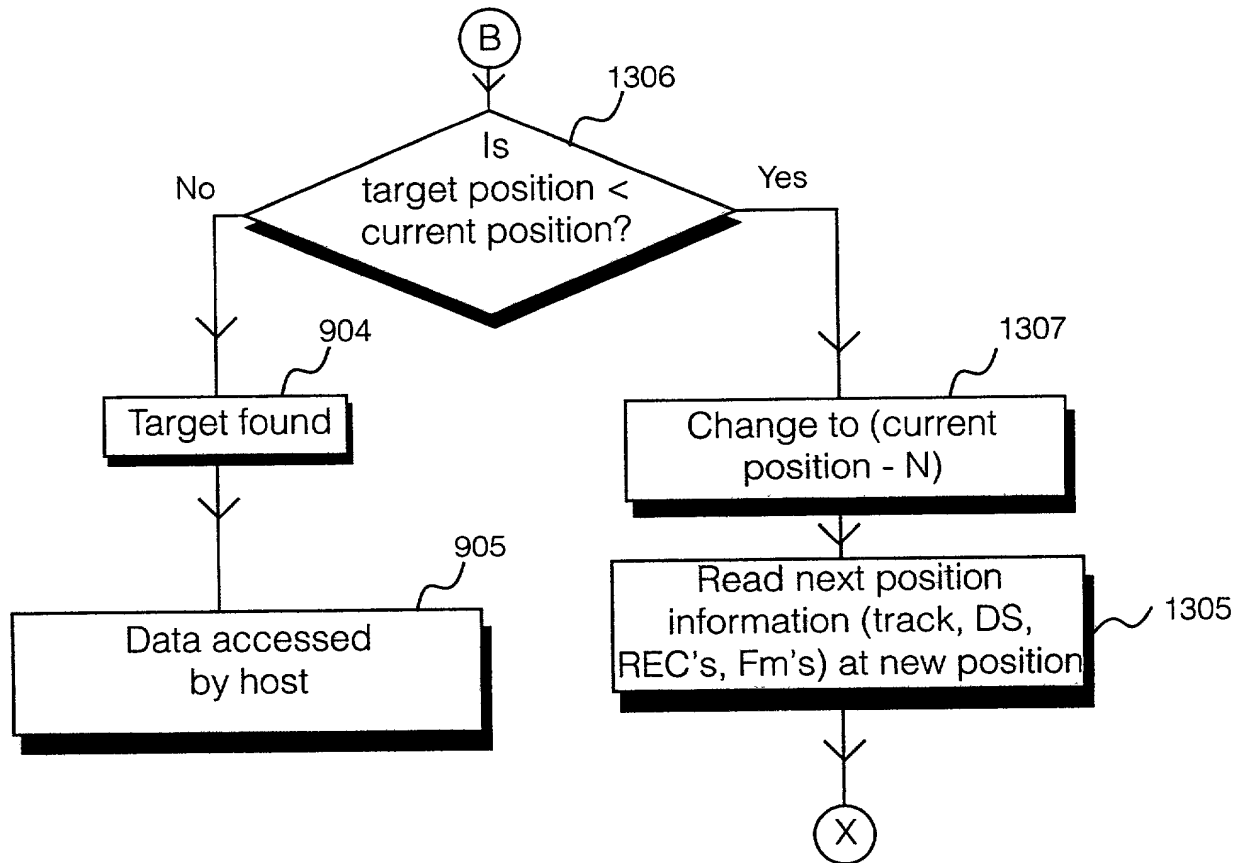 B
1306
Is
target position <
current position?
No
Yes
904
Target found
1307
Change to (current
position - N)
905
Data accessed
by host
Read next position
information (track, DS,
REC's, Fm's) at new position
1305
X